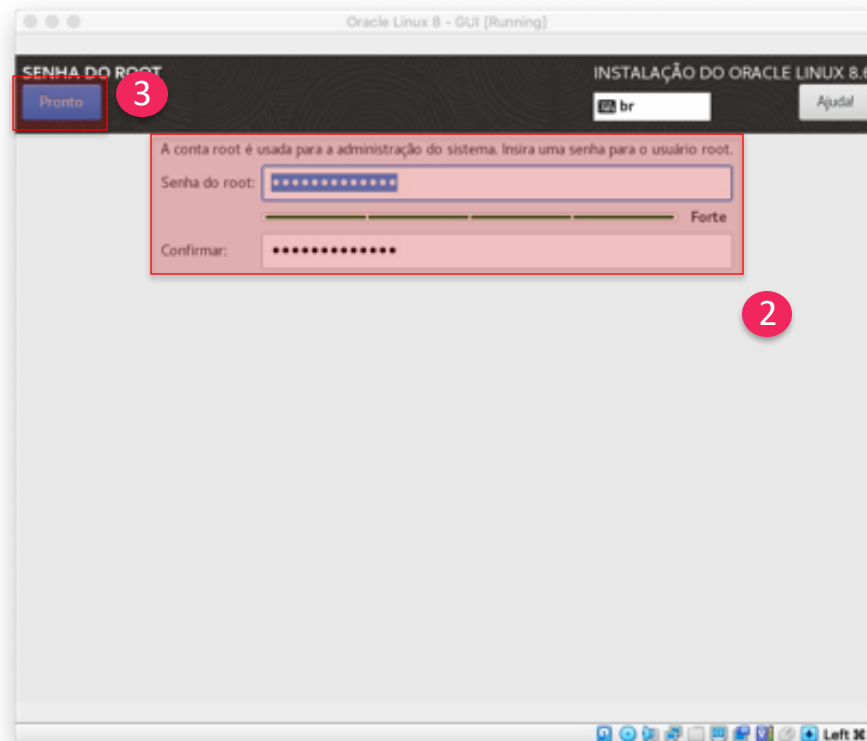 Oracle Linux 8 - GUI [Running]
SENHA DO ROOT
INSTALAÇÃO DO ORACLE LINUX 8.6
Pronto
3
br
Ajuda!
A conta root é usada para a administração do sistema. Insira uma senha para o usuário root.
Senha do root: •••••••••••••
Forte
Confirmar: •••••••••••••
2
Left ⌘